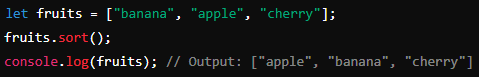 let fruits = ["banana", "apple", "cherry"];
fruits.sort();
console.log(fruits); // Output: ["apple", "banana", "cherry"]